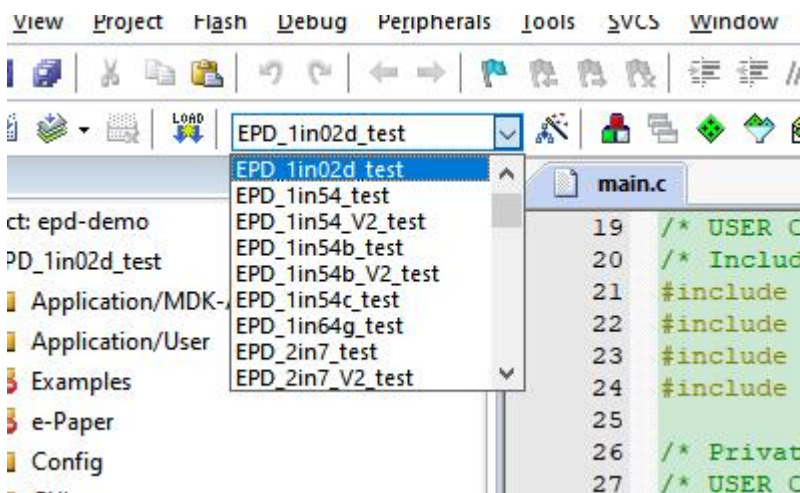 View Project Flash Debug Peripherals Tools SVCS Window
LOAD
EPD_1in02d_test
EPD_1in02d_test
EPD_1in54_test
EPD_1in54_V2_test
EPD_1in54b_test
EPD_1in54b_V2_test
EPD_1in54c_test
EPD_1in64g_test
EPD_2in7_test
EPD_2in7_V2_test
ct: epd-demo
PD_1in02d_test
Application/MDK-
Application/User
Examples
e-Paper
Config
main.c
19 /* USER C
20 /* Includ
21 #include
22 #include
23 #include
24 #include
25
26 /* Privat
27 /* USER C